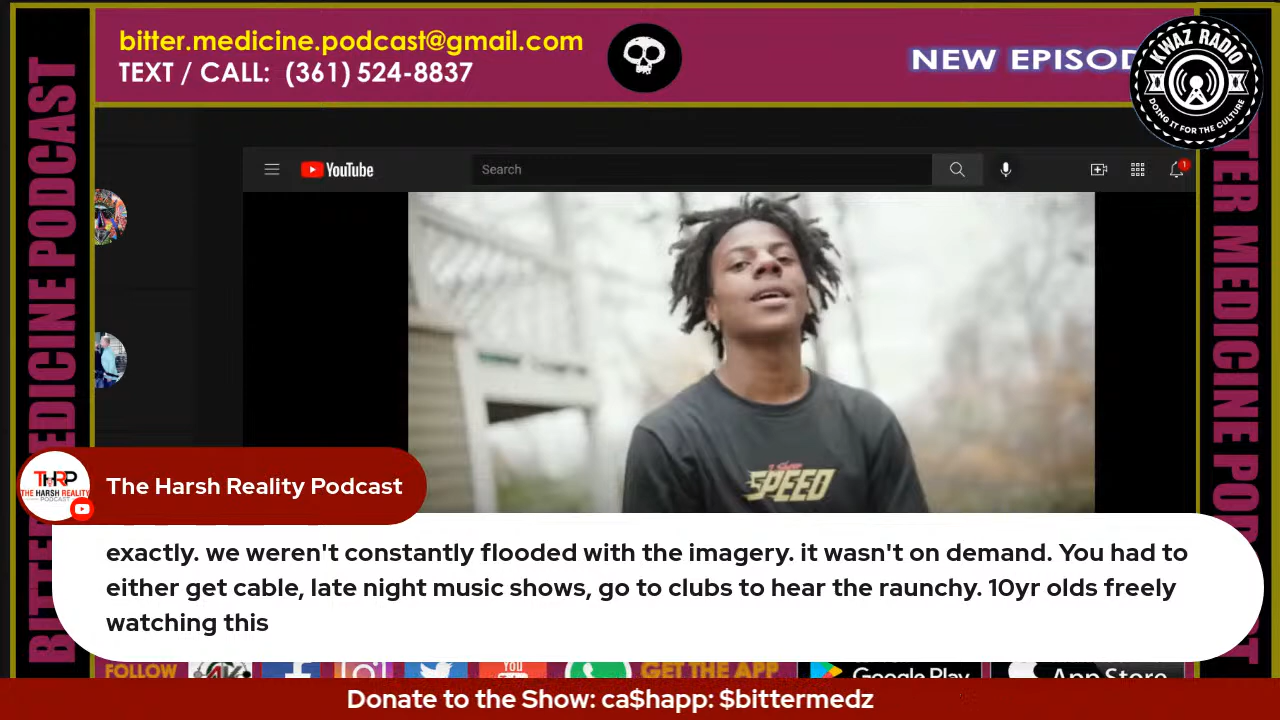 bitter.medicine.podcast@gmail.com
TEXT / CALL: (361) 524-8837
NEW EPISOD
KWAZ RADIO
DOING IT FOR THE CULTURE
BITTER MEDICINE PODCAST
YouTube
Search
1
SPEED
THRP
THE HARSH REALITY
PODCAST
The Harsh Reality Podcast
exactly. we weren't constantly flooded with the imagery. it wasn't on demand. You had to
either get cable, late night music shows, go to clubs to hear the raunchy. 10yr olds freely
watching this
FOLLOW
You
GET THE APP
Google Play
App Store
Donate to the Show: ca$happ: $bittermedz